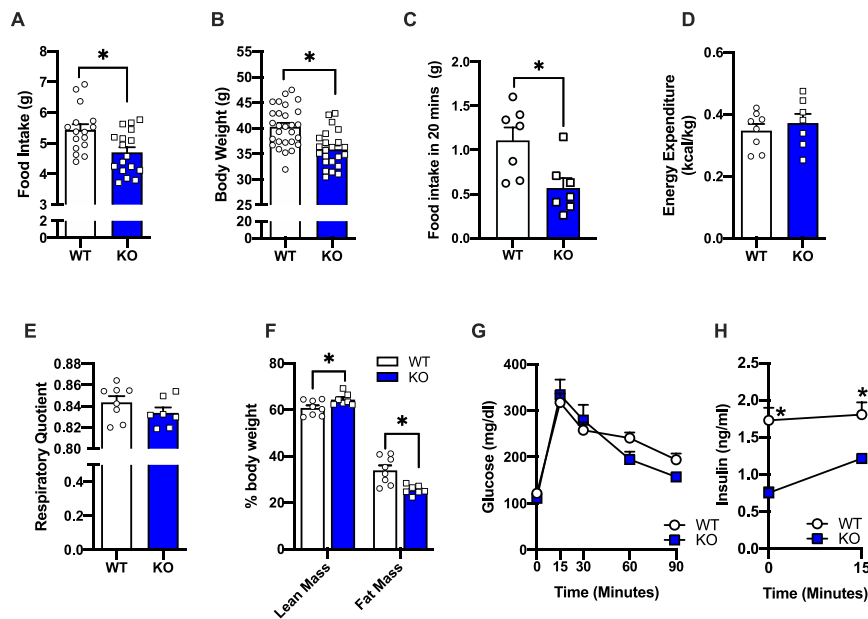 A
Food Intake (g)
8
7
6
5
4
2
0
*
WT
KO
B
Body Weight (g)
55
50
45
40
35
30
25
20
0
*
WT
KO
C
Food intake in 20 mins (g)
2.0
1.5
1.0
0.5
0.0
*
WT
KO
D
Energy Expenditure
(kcal/kg)
0.6
0.4
0.2
0.0
WT
KO
E
Respiratory Quotient
0.88
0.86
0.84
0.82
0.80
0.4
0.2
0.0
WT
KO
F
% body weight
80
60
40
20
0
*
*
WT
KO
Lean Mass
Fat Mass
G
Glucose (mg/dl)
400
300
200
100
0
0 15 30 60 90
Time (Minutes)
WT
KO
H
Insulin (ng/ml)
2.5
2.0
1.5
1.0
0.5
0.0
*
*
0 15
Time (Minutes)
WT
KO